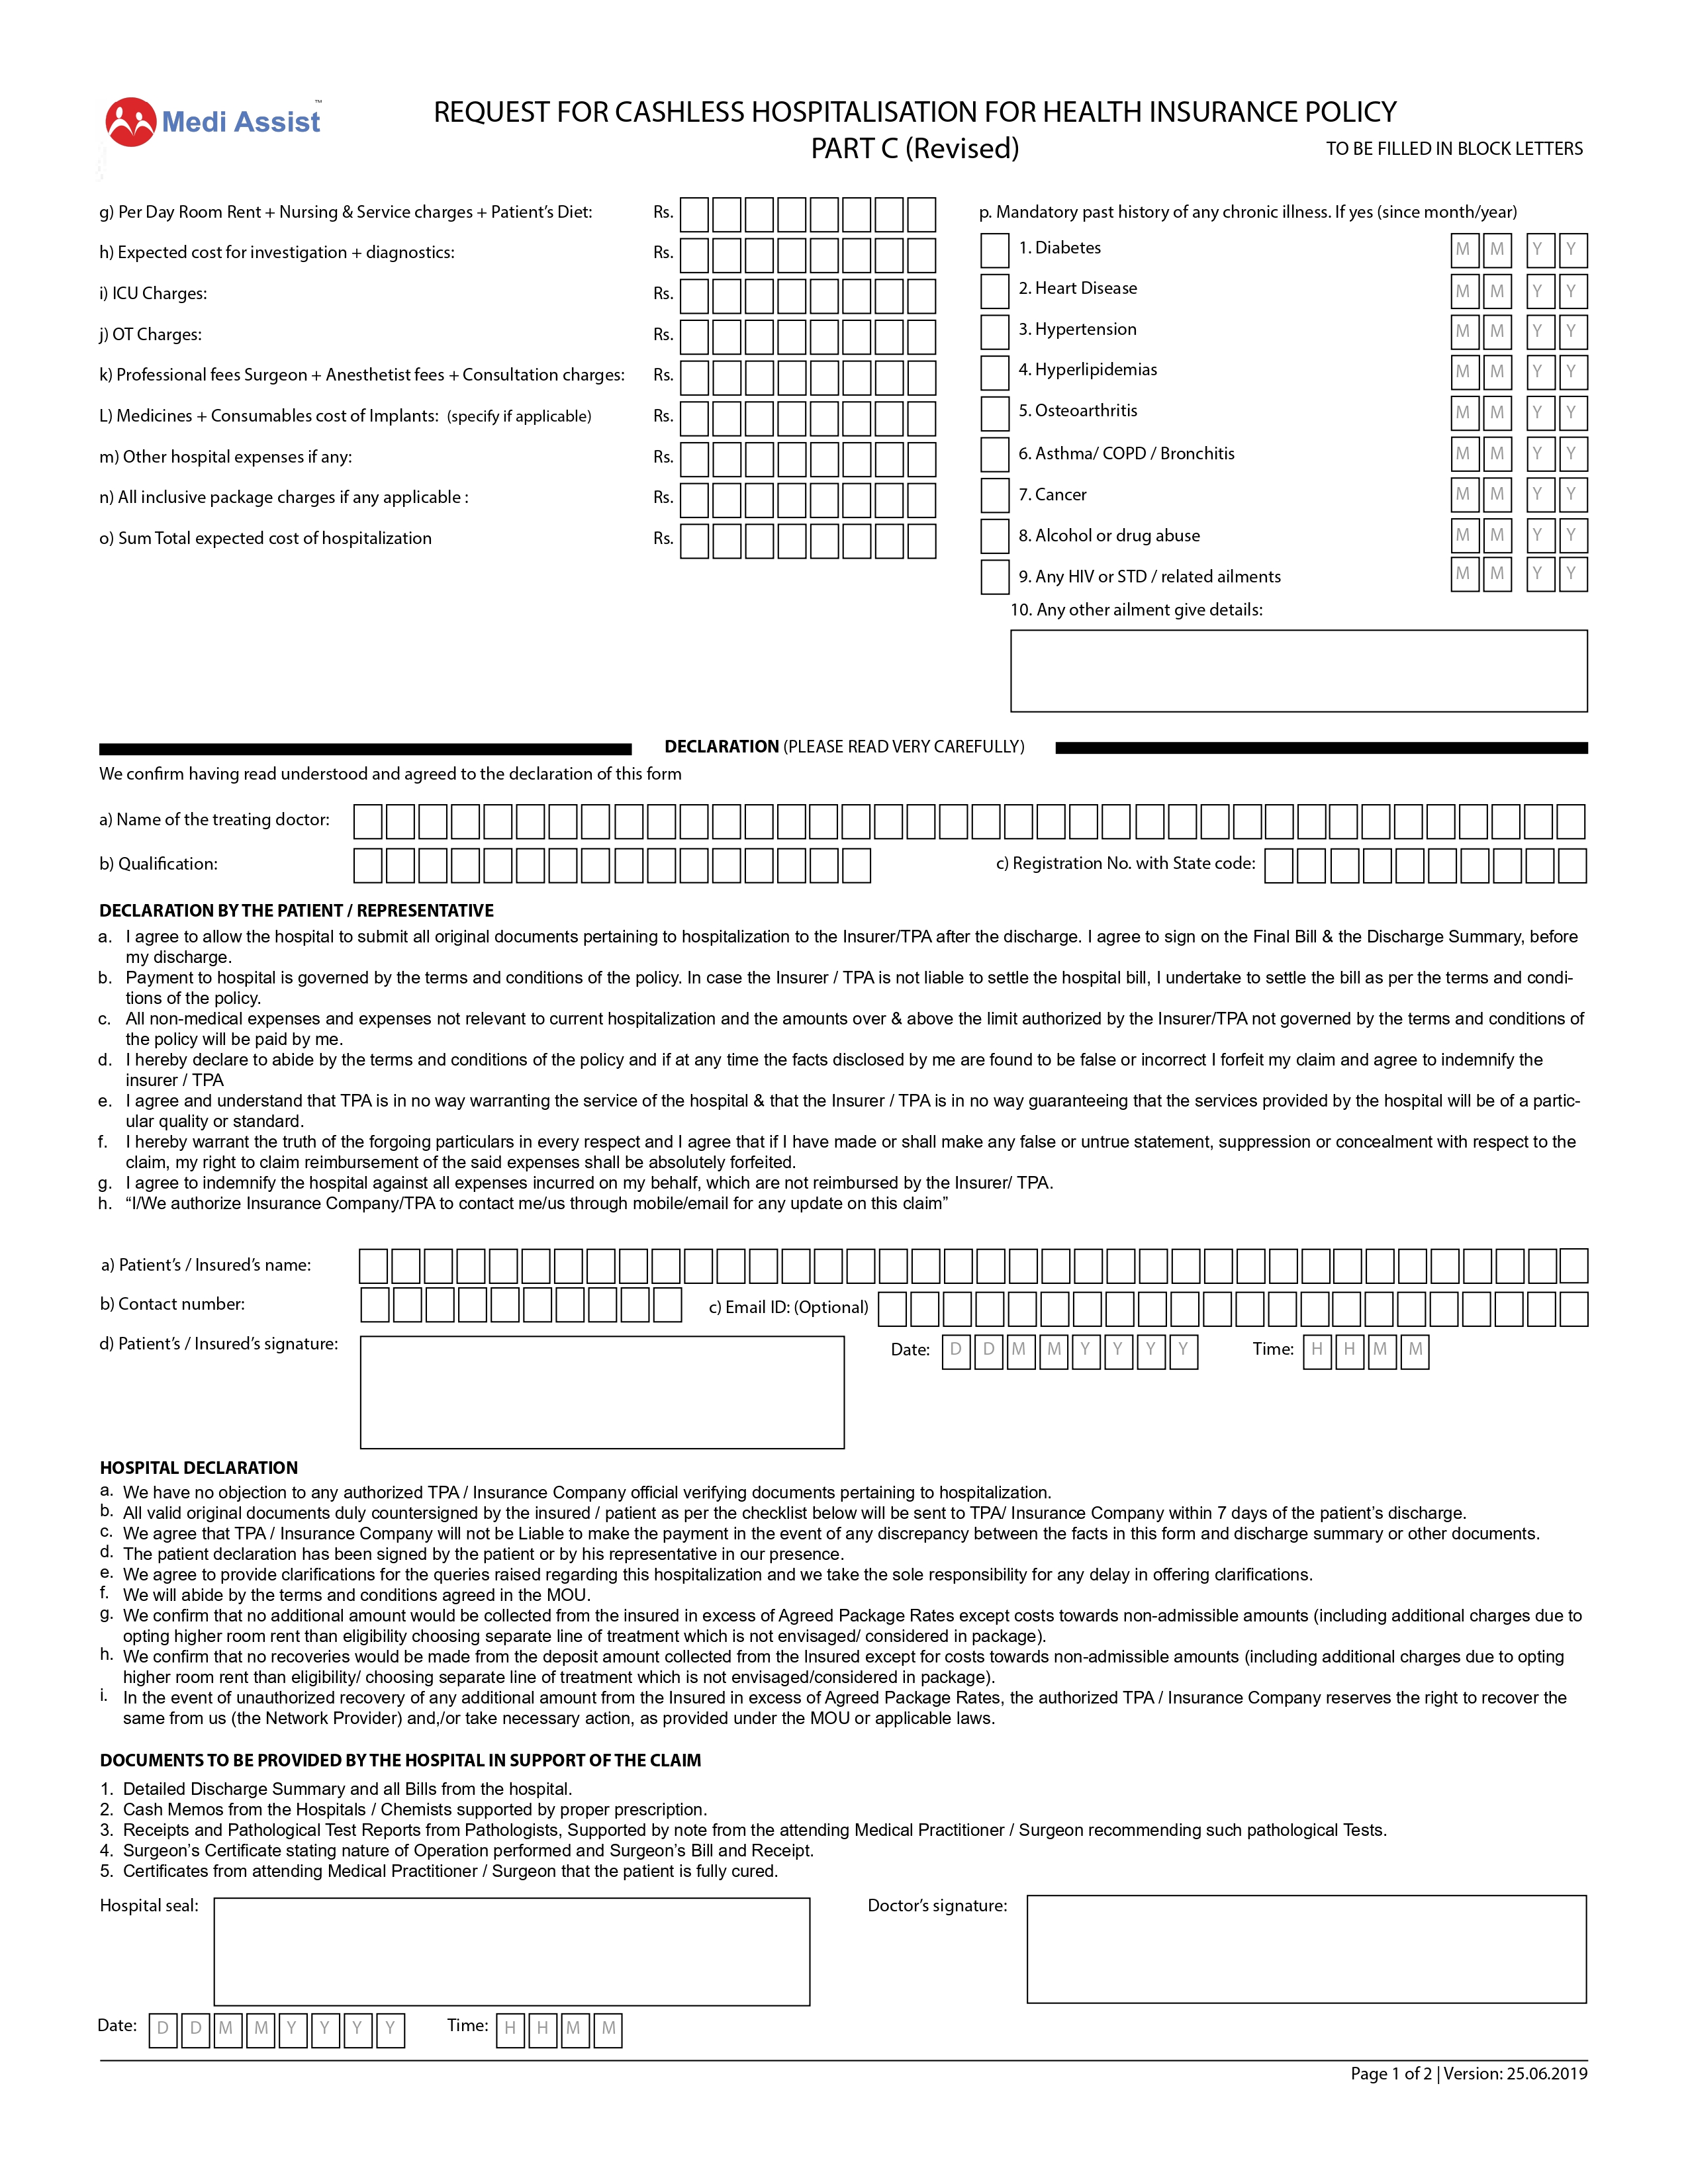 Medi Assist™
REQUEST FOR CASHLESS HOSPITALISATION FOR HEALTH INSURANCE POLICY
PART C (Revised)
TO BE FILLED IN BLOCK LETTERS
g) Per Day Room Rent + Nursing & Service charges + Patient’s Diet: Rs.
h) Expected cost for investigation + diagnostics: Rs.
i) ICU Charges: Rs.
j) OT Charges: Rs.
k) Professional fees Surgeon + Anesthetist fees + Consultation charges: Rs.
L) Medicines + Consumables cost of Implants: (specify if applicable) Rs.
m) Other hospital expenses if any: Rs.
n) All inclusive package charges if any applicable : Rs.
o) Sum Total expected cost of hospitalization Rs.
p. Mandatory past history of any chronic illness. If yes (since month/year)
1. Diabetes M M Y Y
2. Heart Disease M M Y Y
3. Hypertension M M Y Y
4. Hyperlipidemias M M Y Y
5. Osteoarthritis M M Y Y
6. Asthma/ COPD / Bronchitis M M Y Y
7. Cancer M M Y Y
8. Alcohol or drug abuse M M Y Y
9. Any HIV or STD / related ailments M M Y Y
10. Any other ailment give details:
DECLARATION (PLEASE READ VERY CAREFULLY)
We confirm having read understood and agreed to the declaration of this form
a) Name of the treating doctor:
b) Qualification: c) Registration No. with State code:
DECLARATION BY THE PATIENT / REPRESENTATIVE
a. I agree to allow the hospital to submit all original documents pertaining to hospitalization to the Insurer/TPA after the discharge. I agree to sign on the Final Bill & the Discharge Summary, before
my discharge.
b. Payment to hospital is governed by the terms and conditions of the policy. In case the Insurer / TPA is not liable to settle the hospital bill, I undertake to settle the bill as per the terms and condi-
tions of the policy.
c. All non-medical expenses and expenses not relevant to current hospitalization and the amounts over & above the limit authorized by the Insurer/TPA not governed by the terms and conditions of
the policy will be paid by me.
d. I hereby declare to abide by the terms and conditions of the policy and if at any time the facts disclosed by me are found to be false or incorrect I forfeit my claim and agree to indemnify the
insurer / TPA
e. I agree and understand that TPA is in no way warranting the service of the hospital & that the Insurer / TPA is in no way guaranteeing that the services provided by the hospital will be of a partic-
ular quality or standard.
f. I hereby warrant the truth of the forgoing particulars in every respect and I agree that if I have made or shall make any false or untrue statement, suppression or concealment with respect to the
claim, my right to claim reimbursement of the said expenses shall be absolutely forfeited.
g. I agree to indemnify the hospital against all expenses incurred on my behalf, which are not reimbursed by the Insurer/ TPA.
h. “I/We authorize Insurance Company/TPA to contact me/us through mobile/email for any update on this claim”
a) Patient’s / Insured’s name:
b) Contact number: c) Email ID: (Optional)
d) Patient’s / Insured’s signature: Date: D D M M Y Y Y Y Time: H H M M
HOSPITAL DECLARATION
a. We have no objection to any authorized TPA / Insurance Company official verifying documents pertaining to hospitalization.
b. All valid original documents duly countersigned by the insured / patient as per the checklist below will be sent to TPA/ Insurance Company within 7 days of the patient’s discharge.
c. We agree that TPA / Insurance Company will not be Liable to make the payment in the event of any discrepancy between the facts in this form and discharge summary or other documents.
d. The patient declaration has been signed by the patient or by his representative in our presence.
e. We agree to provide clarifications for the queries raised regarding this hospitalization and we take the sole responsibility for any delay in offering clarifications.
f. We will abide by the terms and conditions agreed in the MOU.
g. We confirm that no additional amount would be collected from the insured in excess of Agreed Package Rates except costs towards non-admissible amounts (including additional charges due to
opting higher room rent than eligibility choosing separate line of treatment which is not envisaged/ considered in package).
h. We confirm that no recoveries would be made from the deposit amount collected from the Insured except for costs towards non-admissible amounts (including additional charges due to opting
higher room rent than eligibility/ choosing separate line of treatment which is not envisaged/considered in package).
i. In the event of unauthorized recovery of any additional amount from the Insured in excess of Agreed Package Rates, the authorized TPA / Insurance Company reserves the right to recover the
same from us (the Network Provider) and,/or take necessary action, as provided under the MOU or applicable laws.
DOCUMENTS TO BE PROVIDED BY THE HOSPITAL IN SUPPORT OF THE CLAIM
1. Detailed Discharge Summary and all Bills from the hospital.
2. Cash Memos from the Hospitals / Chemists supported by proper prescription.
3. Receipts and Pathological Test Reports from Pathologists, Supported by note from the attending Medical Practitioner / Surgeon recommending such pathological Tests.
4. Surgeon’s Certificate stating nature of Operation performed and Surgeon’s Bill and Receipt.
5. Certificates from attending Medical Practitioner / Surgeon that the patient is fully cured.
Hospital seal: Doctor’s signature:
Date: D D M M Y Y Y Y Time: H H M M
Page 1 of 2 | Version: 25.06.2019